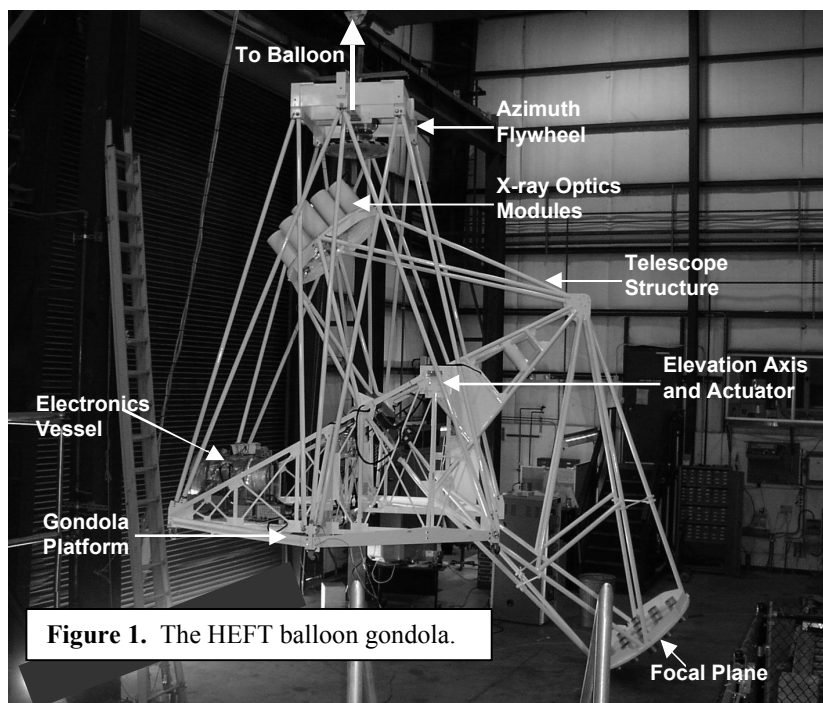 To Balloon
Azimuth
Flywheel
X-ray Optics
Modules
Telescope
Structure
Elevation Axis
and Actuator
Electronics
Vessel
Gondola
Platform
Figure 1. The HEFT balloon gondola.
Focal Plane